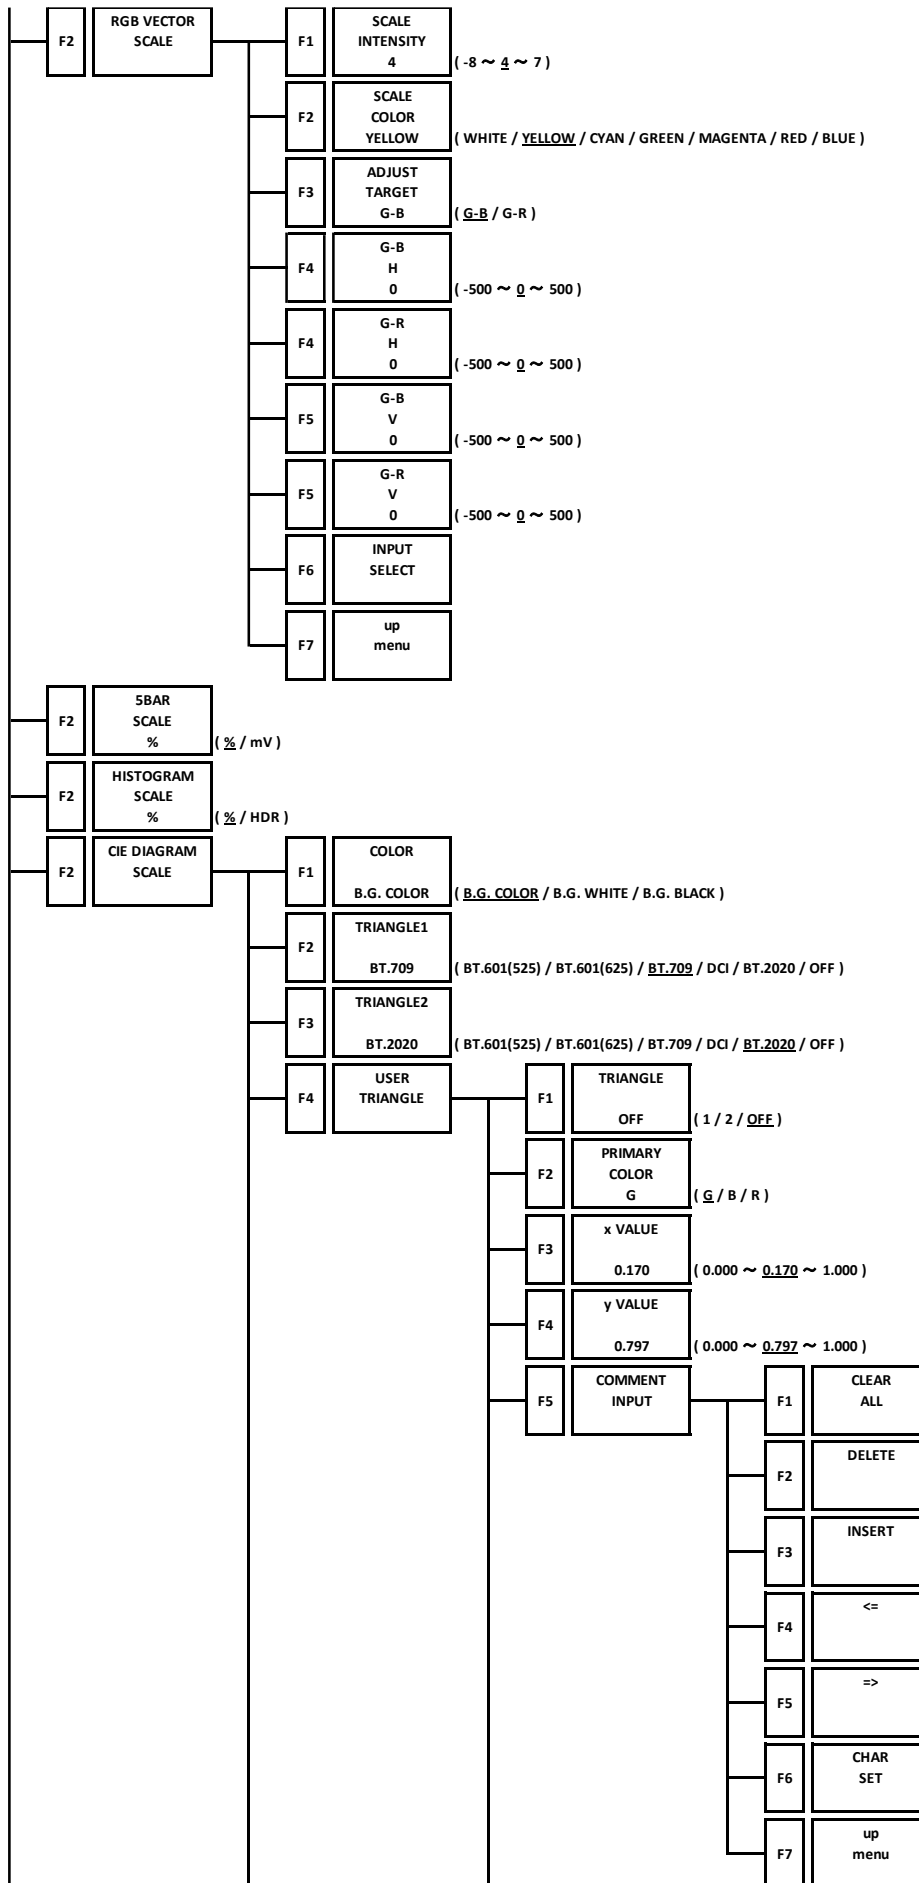 F2
RGB VECTOR
SCALE
F1
SCALE
INTENSITY
4
( -8 ～ 4 ～ 7 )
F2
SCALE
COLOR
YELLOW
( WHITE / YELLOW / CYAN / GREEN / MAGENTA / RED / BLUE )
F3
ADJUST
TARGET
G-B
( G-B / G-R )
F4
G-B
H
0
( -500 ～ 0 ～ 500 )
F4
G-R
H
0
( -500 ～ 0 ～ 500 )
F5
G-B
V
0
( -500 ～ 0 ～ 500 )
F5
G-R
V
0
( -500 ～ 0 ～ 500 )
F6
INPUT
SELECT
F7
up
menu
F2
5BAR
SCALE
%
( % / mV )
F2
HISTOGRAM
SCALE
%
( % / HDR )
F2
CIE DIAGRAM
SCALE
F1
COLOR
B.G. COLOR
( B.G. COLOR / B.G. WHITE / B.G. BLACK )
F2
TRIANGLE1
BT.709
( BT.601(525) / BT.601(625) / BT.709 / DCI / BT.2020 / OFF )
F3
TRIANGLE2
BT.2020
( BT.601(525) / BT.601(625) / BT.709 / DCI / BT.2020 / OFF )
F4
USER
TRIANGLE
F1
TRIANGLE
OFF
( 1 / 2 / OFF )
F2
PRIMARY
COLOR
G
( G / B / R )
F3
x VALUE
0.170
( 0.000 ～ 0.170 ～ 1.000 )
F4
y VALUE
0.797
( 0.000 ～ 0.797 ～ 1.000 )
F5
COMMENT
INPUT
F1
CLEAR
ALL
F2
DELETE
F3
INSERT
F4
<=
F5
=>
F6
CHAR
SET
F7
up
menu